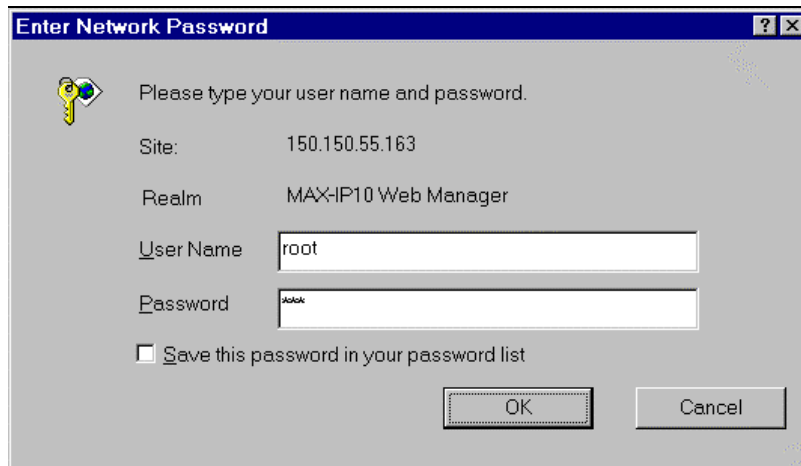 Enter Network Password
Please type your user name and password.
Site: 150.150.55.163
Realm MAX-IP10 Web Manager
User Name root
Password ****
Save this password in your password list
OK Cancel